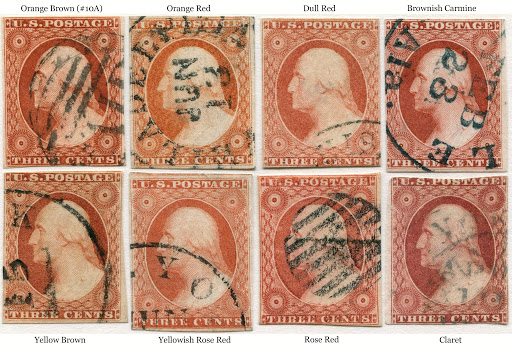 Orange Brown (#10A) Orange Red Dull Red Brownish Carmine
U.S. POSTAGE U.S. POSTAGE U.S. POSTAGE U.S. POSTAGE
JUN
21
23
THREE CENTS THREE CENTS THREE CENTS THREE CENTS
U.S. POSTAGE U.S. POSTAGE U.S. POSTAGE U.S. POSTAGE
THREE CENTS THREE CENTS THREE CENTS THREE CENTS
Yellow Brown Yellowish Rose Red Rose Red Claret